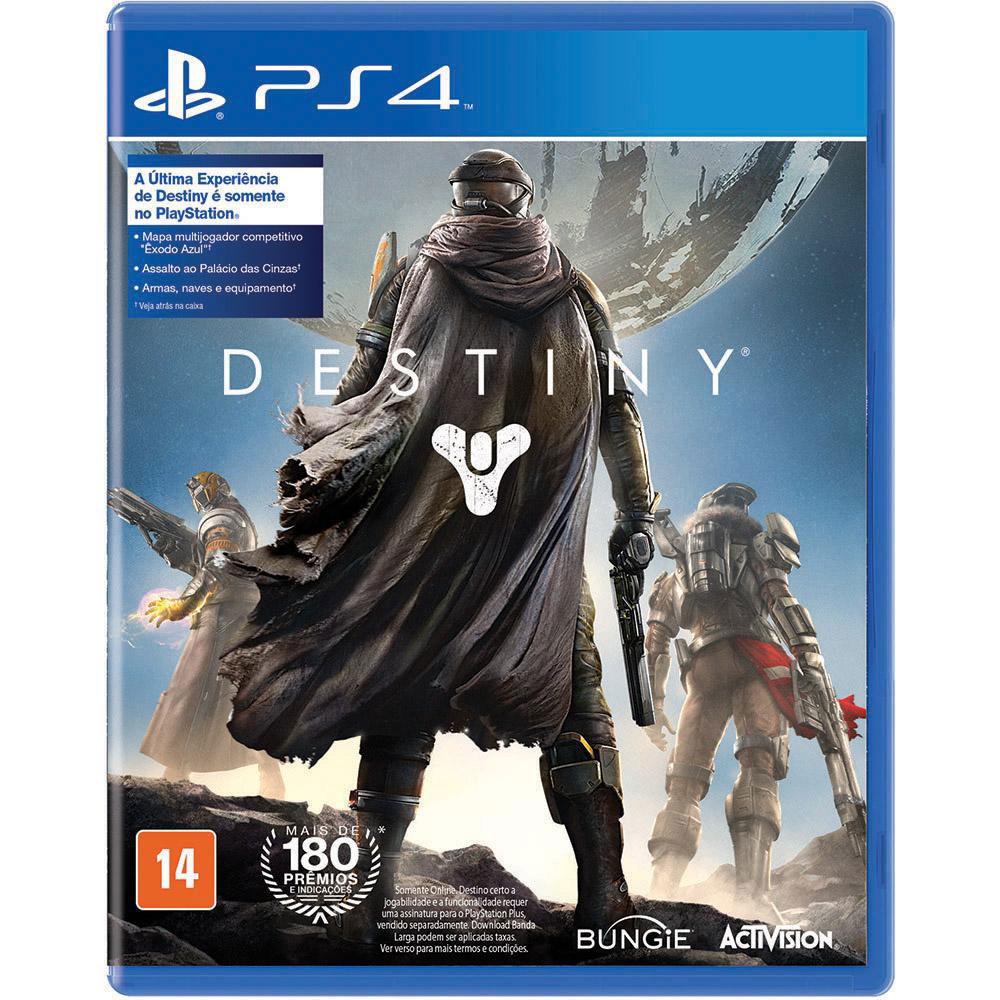 PS4™
A Última Experiência
de Destiny é somente
no PlayStation®
• Mapa multijogador competitivo
"Êxodo Azul"†
• Assalto ao Palácio das Cinzas†
• Armas, naves e equipamento†
† Veja atrás na caixa
DESTINY®
14
MAIS DE *
180
PRÊMIOS
E INDICAÇÕES
Somente Online. Destino certo a
jogabilidade e a funcionalidade requer
uma assinatura para o PlayStation Plus,
vendido separadamente. Download Banda
Larga podem ser aplicadas taxas.
Ver verso para mais termos e condições.
BUNGiE
ACTIVISION